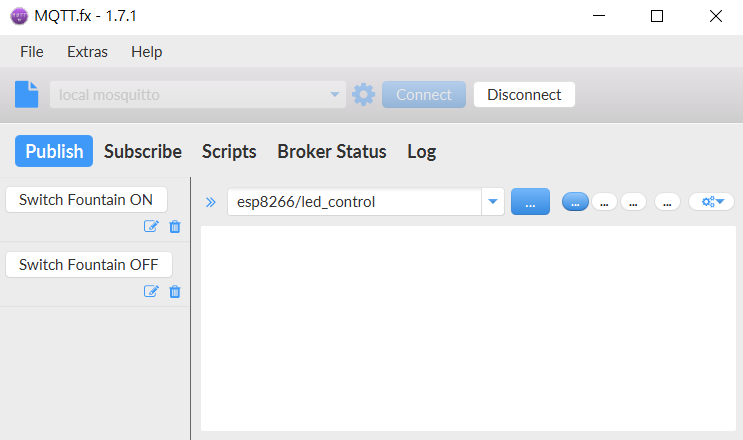 MQTT.fx - 1.7.1
File Extras Help
local mosquitto Connect Disconnect
Publish Subscribe Scripts Broker Status Log
Switch Fountain ON
esp8266/led_control ... ... ... ... ...
Switch Fountain OFF